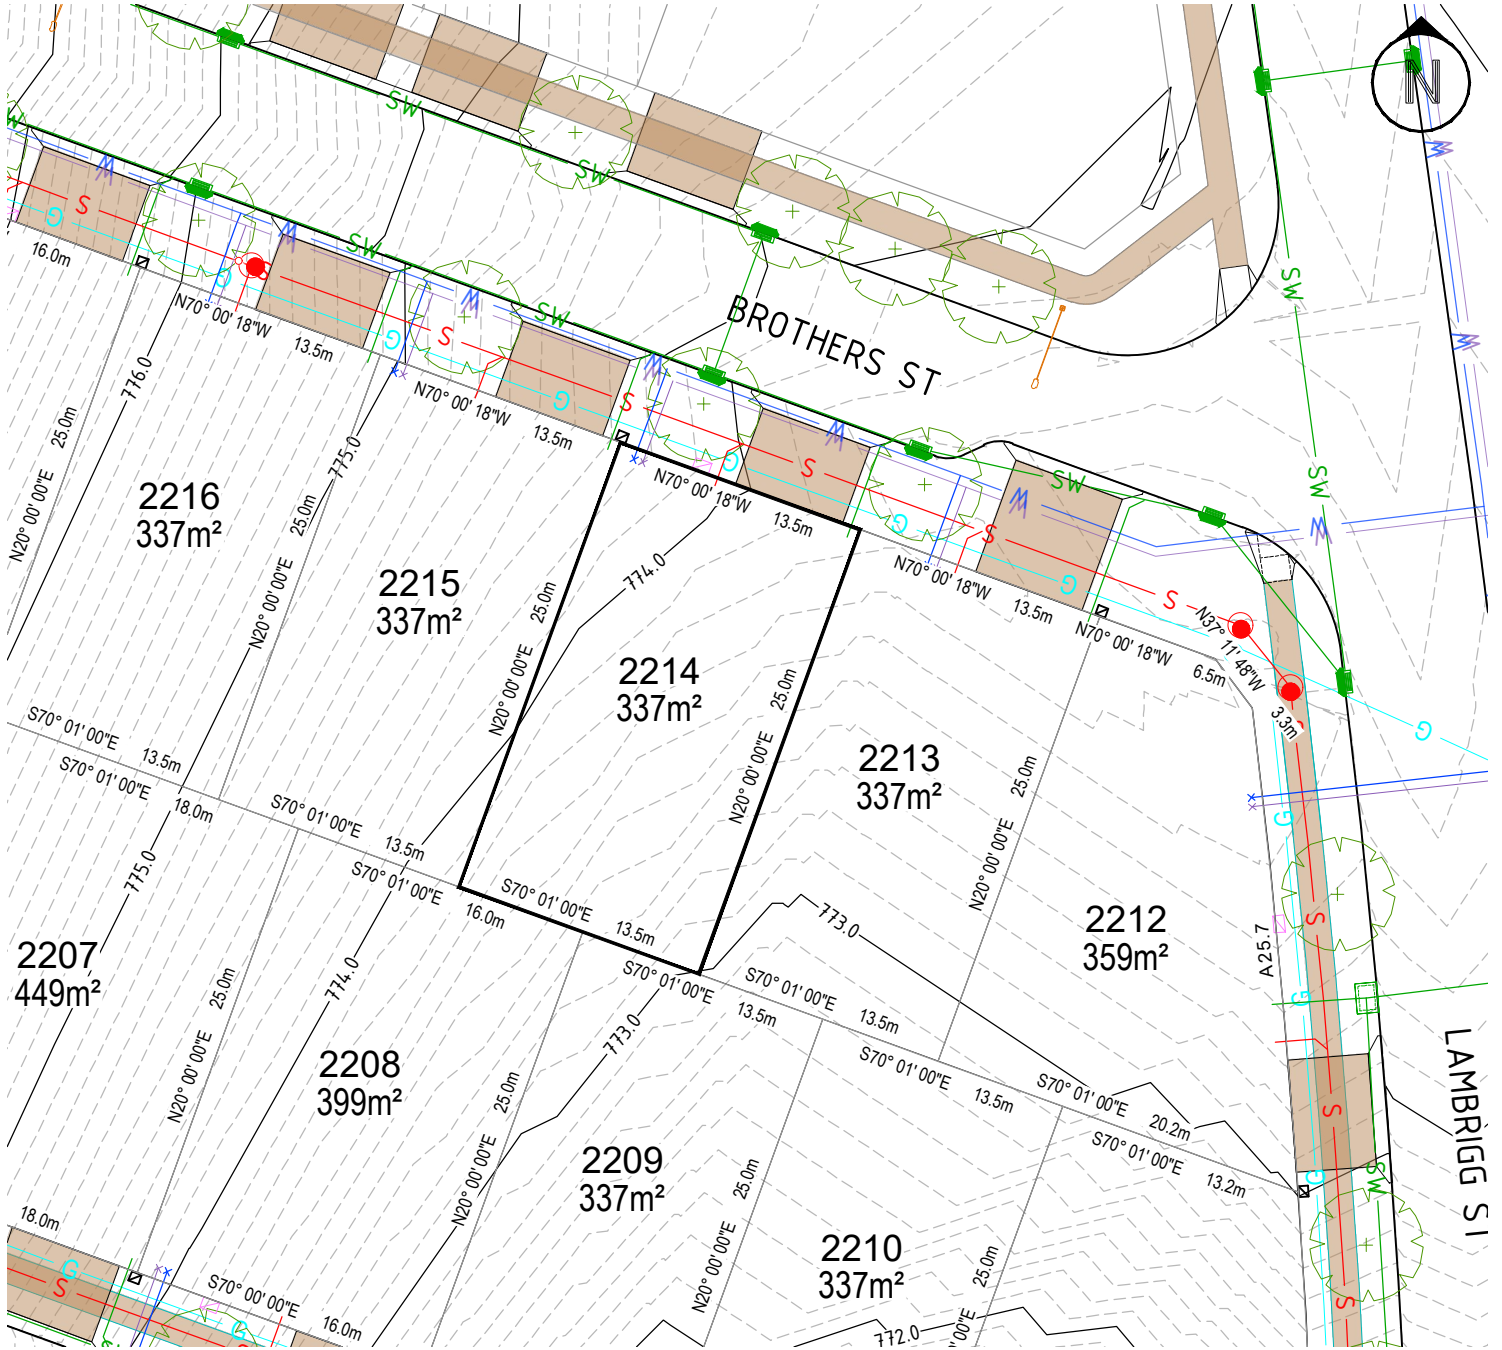 N
SW
SW
W
S
G
16.0m
SW
W
N70° 00' 18"W
G
13.5m
SW
W
S
G
BROTHERS ST
SW
W
W
776.0
N70° 00' 18"W
13.5m
G
S
W
SW
25.0m
775.0
N20° 00' 00"E
2216
337m²
25.0m
N20° 00' 00"E
2215
337m²
N70° 00' 18"W
13.5m
G
S
W
G
S
W
SW
SW
W
774.0
25.0m
N20° 00' 00"E
2214
337m²
25.0m
N20° 00' 00"E
N70° 00' 18"W
13.5m
G
S
N70° 00' 18"W
6.5m
N37° 11' 48"W
3.3m
G
S70° 01' 00"E
13.5m
S70° 01' 00"E
18.0m
S70° 01' 00"E
13.5m
S70° 01' 00"E
16.0m
2213
337m²
25.0m
N20° 00' 00"E
G
775.0
2207
449m²
25.0m
N20° 00' 00"E
774.0
S70° 01' 00"E
13.5m
S70° 01' 00"E
13.5m
773.0
2212
359m²
A25.7
S
G
773.0
S70° 01' 00"E
13.5m
S70° 01' 00"E
13.5m
2208
399m²
25.0m
N20° 00' 00"E
2209
337m²
25.0m
N20° 00' 00"E
S70° 01' 00"E
20.2m
S70° 01' 00"E
13.2m
S
G
SW
LAMBRIGG ST
18.0m
G
S
S70° 00' 00"E
16.0m
G
2210
337m²
25.0m
772.0
S